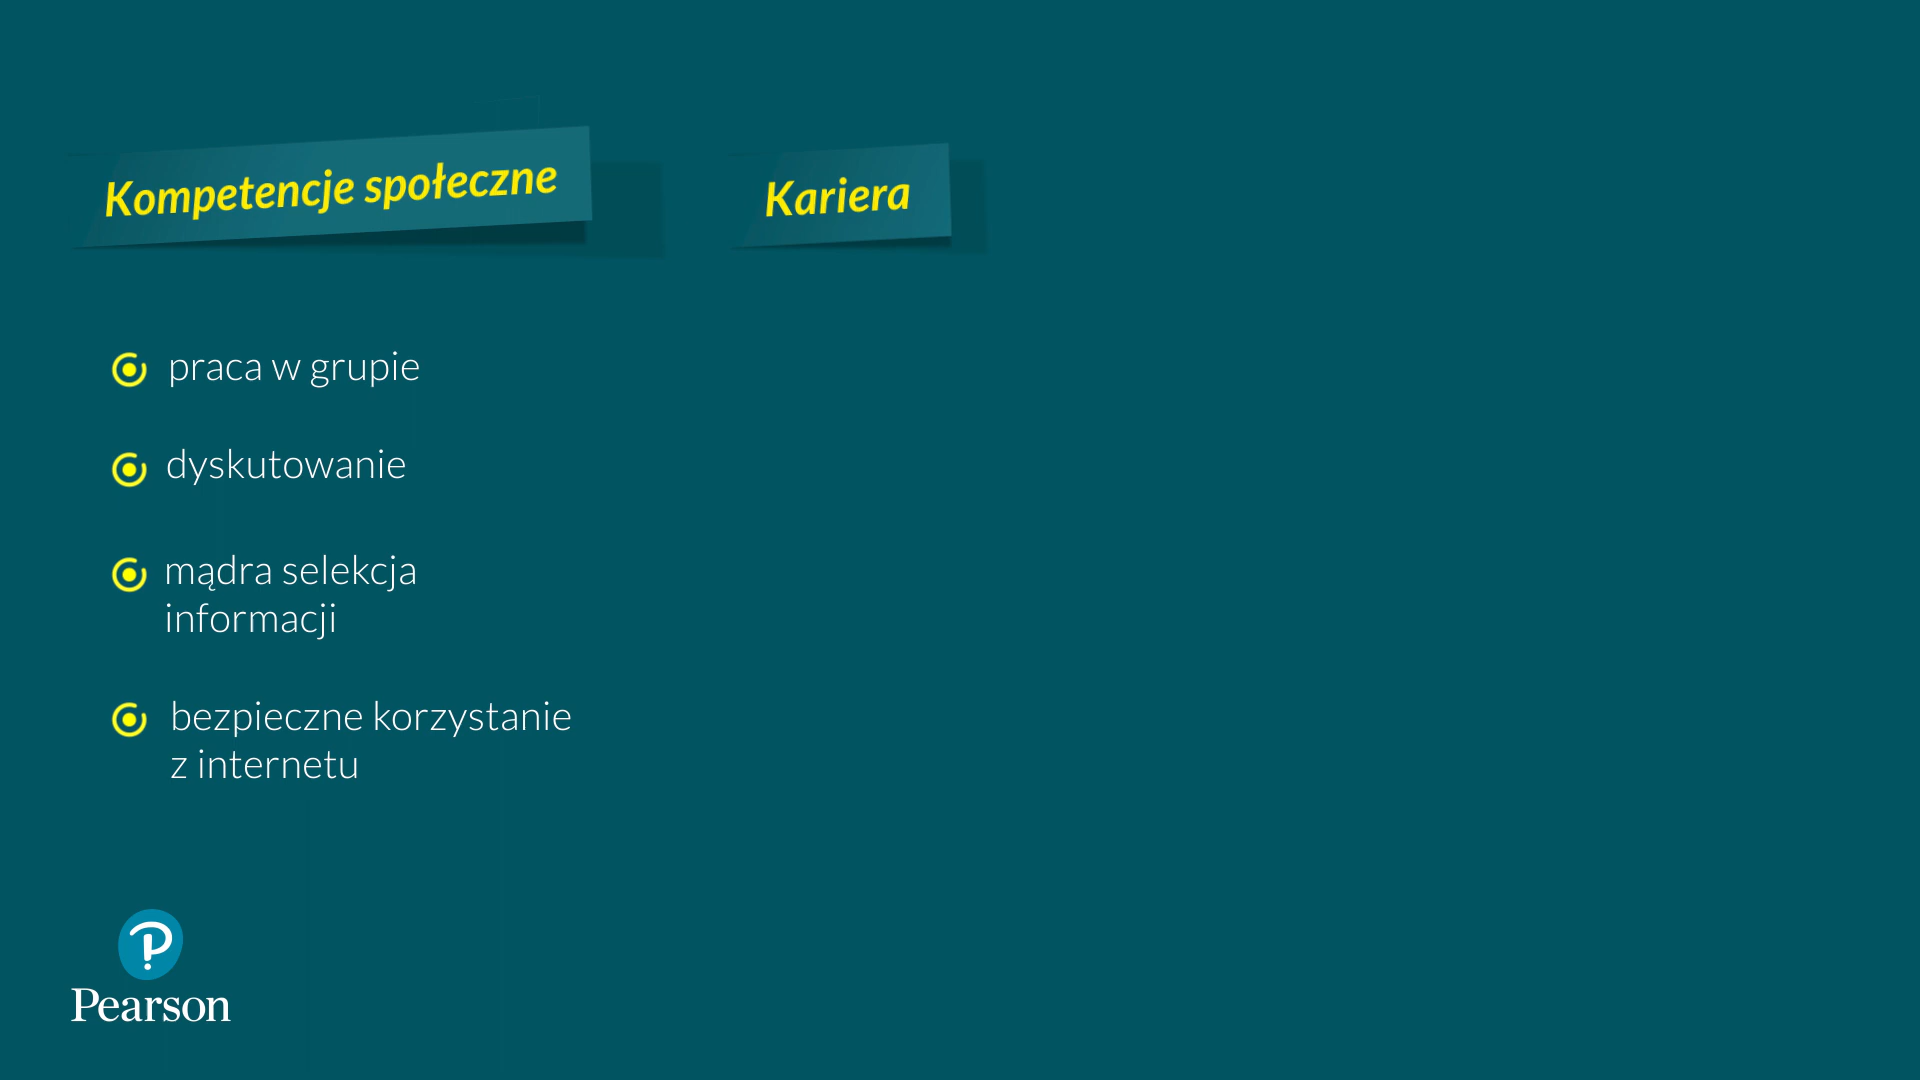 Kompetencje społeczne
Kariera
praca w grupie
dyskutowanie
mądra selekcja
informacji
bezpieczne korzystanie
z internetu
Pearson